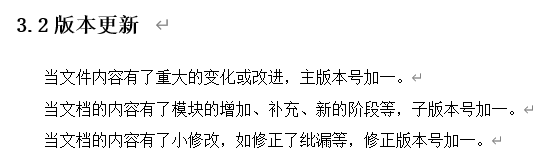 3.2 版本更新
当文件内容有了重大的变化或改进，主版本号加一。
当文档的内容有了模块的增加、补充、新的阶段等，子版本号加一。
当文档的内容有了小修改，如修正了纰漏等，修正版本号加一。